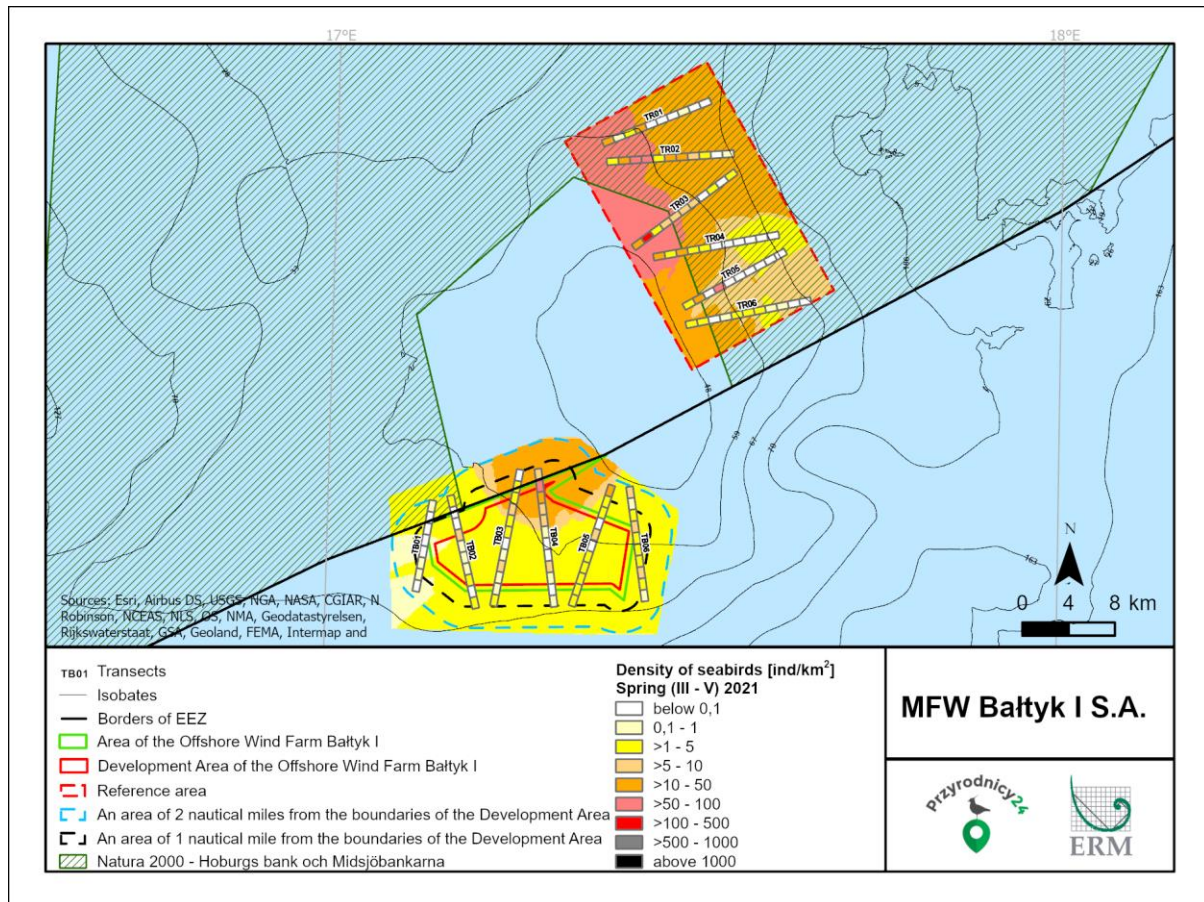 17°E
18°E
TR01
TR02
TR03
TR04
TR05
TR06
48
59
67
78
163
163
TB01
TB02
TB03
TB04
TB05
TB06
N
0 4 8 km
Sources: Esri, Airbus DS, USGS, NGA, NASA, CGIAR, N
Robinson, NCEAS, NLS, OS, NMA, Geodatastyrelsen,
Rijkswaterstaat, GSA, Geoland, FEMA, Intermap and
TB01 Transects
Isobates
Borders of EEZ
Area of the Offshore Wind Farm Bałtyk I
Development Area of the Offshore Wind Farm Bałtyk I
Reference area
An area of 2 nautical miles from the boundaries of the Development Area
An area of 1 nautical mile from the boundaries of the Development Area
Natura 2000 - Hoburgs bank och Midsjöbankarna
Density of seabirds [ind/km²]
Spring (III - V) 2021
below 0,1
0,1 - 1
>1 - 5
>5 - 10
>10 - 50
>50 - 100
>100 - 500
>500 - 1000
above 1000
MFW Bałtyk I S.A.
Przyrodnicy24
ERM